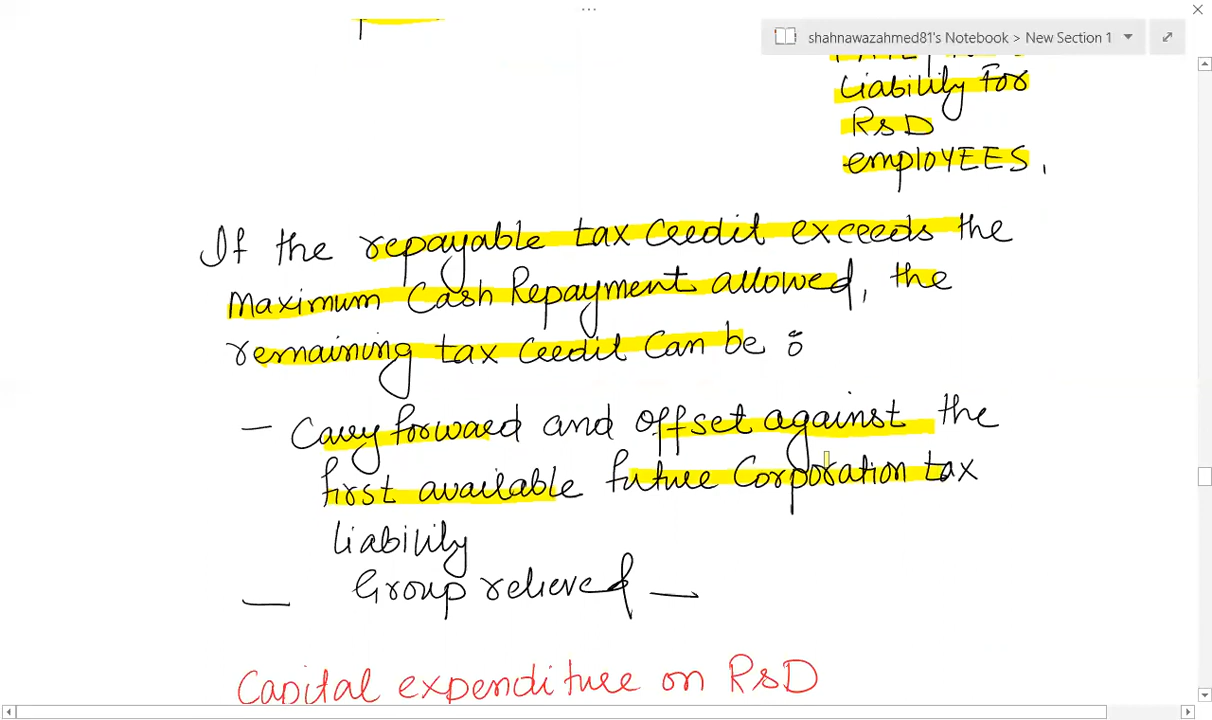 shahnawazahmed81's Notebook > New Section 1
Liability For
R&D
employEES.
If the repayable tax credit exceeds the
Maximum Cash Repayment allowed, the
remaining tax credit Can be :
- Carry forward and offset against the
first available future Corporation tax
liability
- Group relieved -
Capital expenditure on R&D